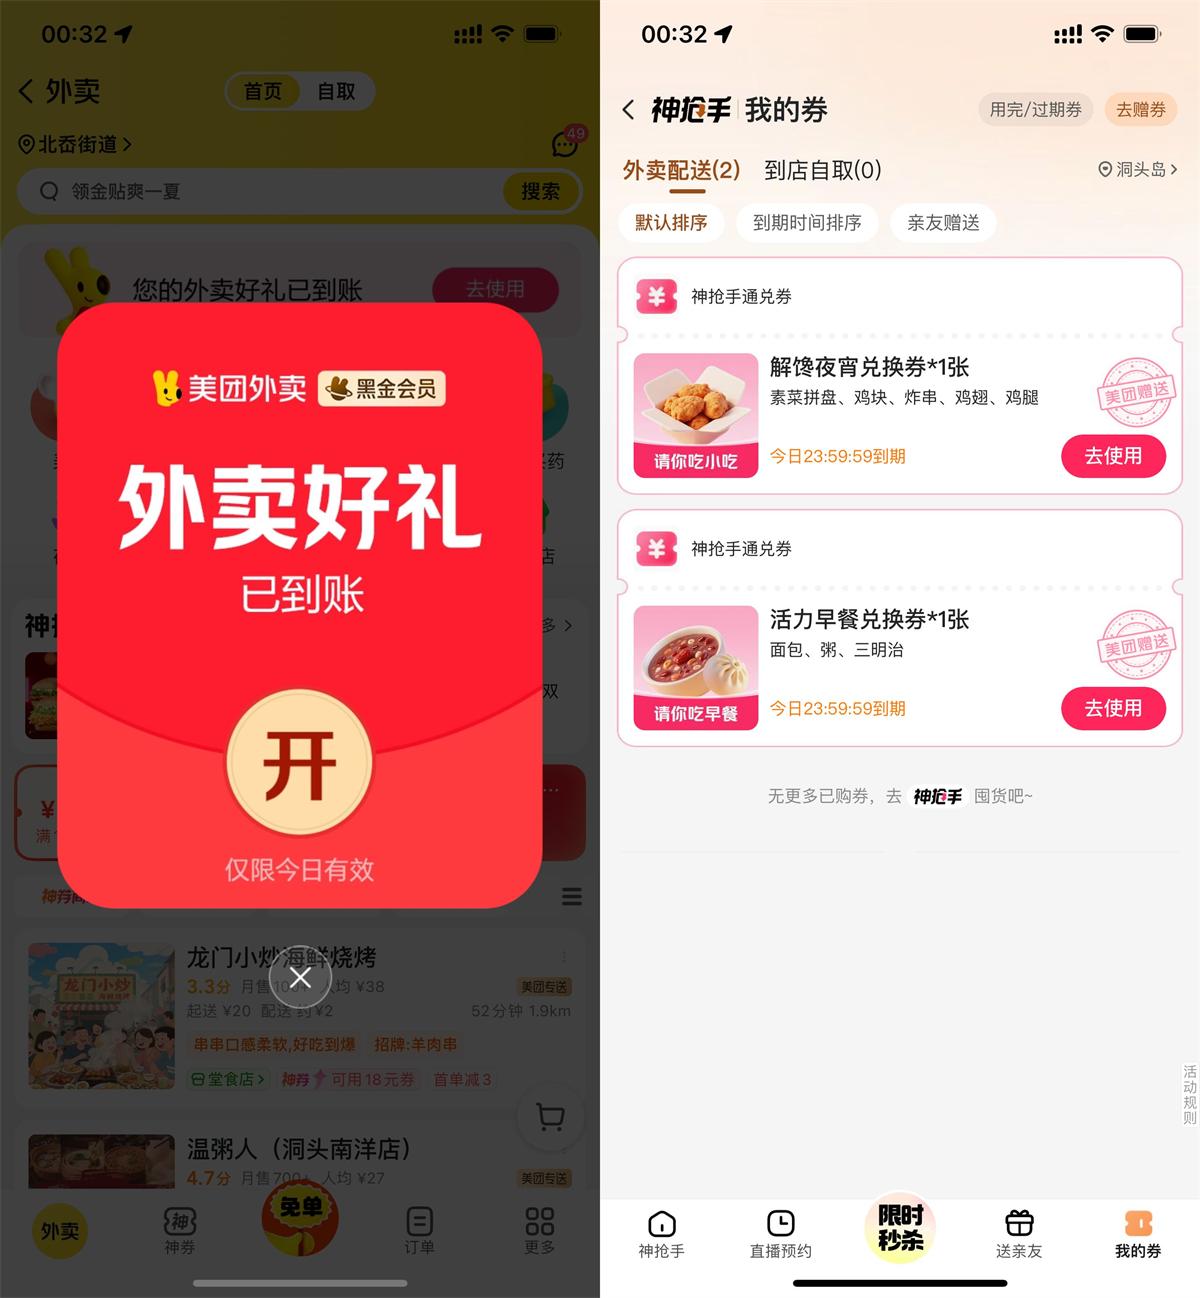 00:32
外卖
首页
自取
北岙街道
49
领金贴爽一夏
搜索
您的外卖好礼已到账
去使用
美团外卖
黑金会员
外卖好礼
已到账
开
仅限今日有效
药
店
神
多
双
¥
满
神券
龙门小炒海鲜烧烤
龙门小炒
3.3分 月售100+ 人均 ¥38
美团专送
起送 ¥20 配送 约¥2
52分钟 1.9km
串串口感柔软,好吃到爆
招牌:羊肉串
堂食店
神券
可用18元券
首单减3
温粥人（洞头南洋店）
4.7分 月售700+ 人均 ¥27
美团专送
外卖
神
神券
免单
订单
更多
00:32
神抢手
我的券
用完/过期券
去赠券
外卖配送(2)
到店自取(0)
洞头岛
默认排序
到期时间排序
亲友赠送
¥
神抢手通兑券
解馋夜宵兑换券*1张
素菜拼盘、鸡块、炸串、鸡翅、鸡腿
美团赠送
请你吃小吃
今日23:59:59到期
去使用
¥
神抢手通兑券
活力早餐兑换券*1张
面包、粥、三明治
美团赠送
请你吃早餐
今日23:59:59到期
去使用
无更多已购券，去 神抢手 囤货吧~
活动规则
神抢手
直播预约
限时
秒杀
送亲友
我的券